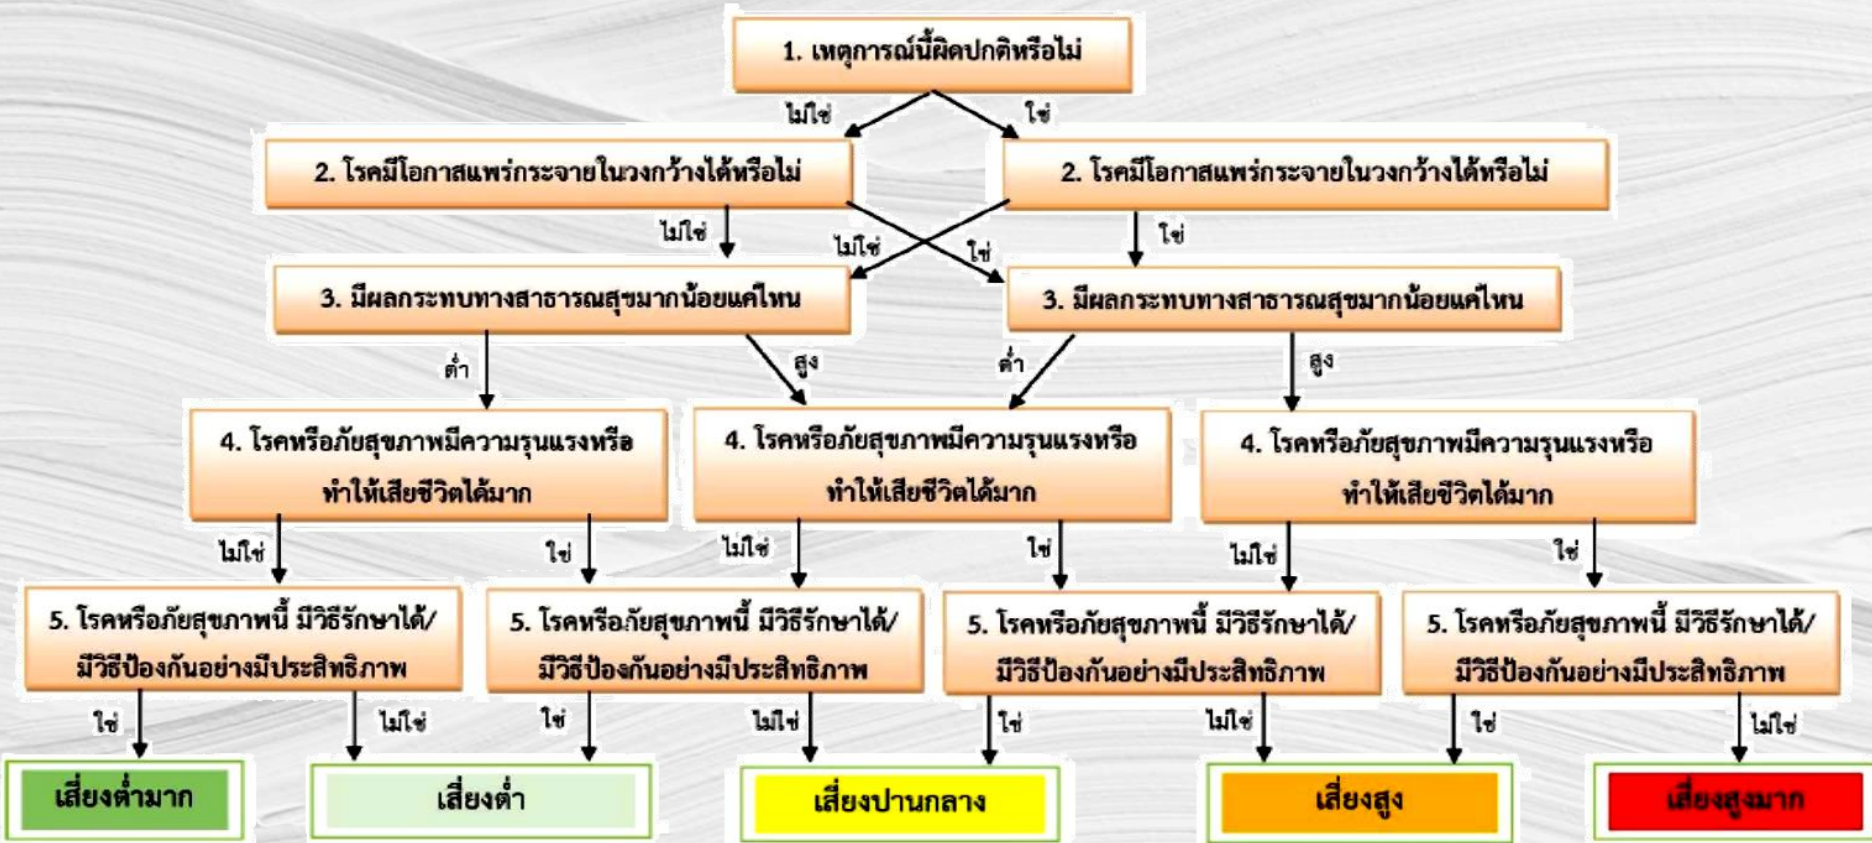 1. เหตุการณ์นี้ผิดปกติหรือไม่
ไม่ใช่
ใช่
2. โรคมีโอกาสแพร่กระจายในวงกว้างได้หรือไม่
2. โรคมีโอกาสแพร่กระจายในวงกว้างได้หรือไม่
ไม่ใช่
ไม่ใช่
ใช่
ใช่
3. มีผลกระทบทางสาธารณสุขมากน้อยแค่ไหน
3. มีผลกระทบทางสาธารณสุขมากน้อยแค่ไหน
ต่ำ
สูง
ต่ำ
สูง
4. โรคหรือภัยสุขภาพมีความรุนแรงหรือ
ทำให้เสียชีวิตได้มาก
4. โรคหรือภัยสุขภาพมีความรุนแรงหรือ
ทำให้เสียชีวิตได้มาก
4. โรคหรือภัยสุขภาพมีความรุนแรงหรือ
ทำให้เสียชีวิตได้มาก
ไม่ใช่
ใช่
ไม่ใช่
ใช่
ไม่ใช่
ใช่
5. โรคหรือภัยสุขภาพนี้ มีวิธีรักษาได้/
มีวิธีป้องกันอย่างมีประสิทธิภาพ
5. โรคหรือภัยสุขภาพนี้ มีวิธีรักษาได้/
มีวิธีป้องกันอย่างมีประสิทธิภาพ
5. โรคหรือภัยสุขภาพนี้ มีวิธีรักษาได้/
มีวิธีป้องกันอย่างมีประสิทธิภาพ
5. โรคหรือภัยสุขภาพนี้ มีวิธีรักษาได้/
มีวิธีป้องกันอย่างมีประสิทธิภาพ
ใช่
ไม่ใช่
ใช่
ไม่ใช่
ใช่
ไม่ใช่
ใช่
ไม่ใช่
เสี่ยงต่ำมาก
เสี่ยงต่ำ
เสี่ยงปานกลาง
เสี่ยงสูง
เสี่ยงสูงมาก